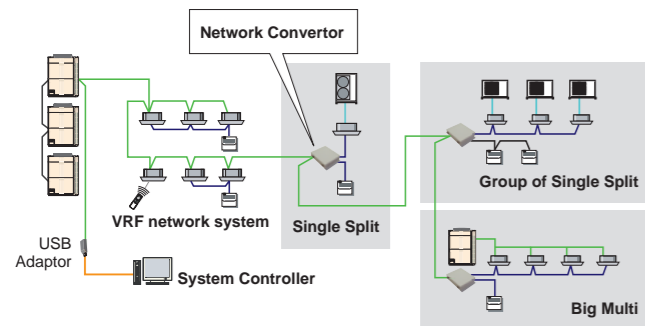 Network Convertor
VRF network system
Single Split
Group of Single Split
USB
Adaptor
System Controller
Big Multi